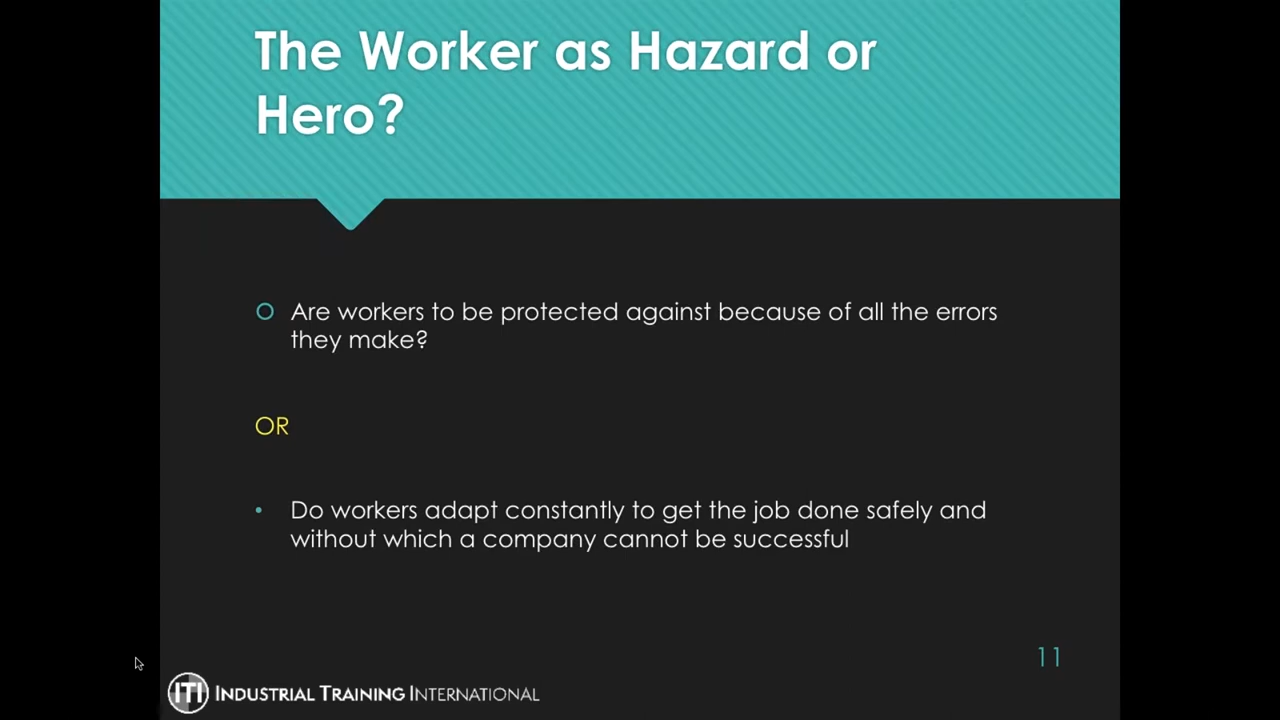 The Worker as Hazard or
Hero?
Are workers to be protected against because of all the errors
they make?
OR
• Do workers adapt constantly to get the job done safely and
without which a company cannot be successful
11
ITI INDUSTRIAL TRAINING INTERNATIONAL